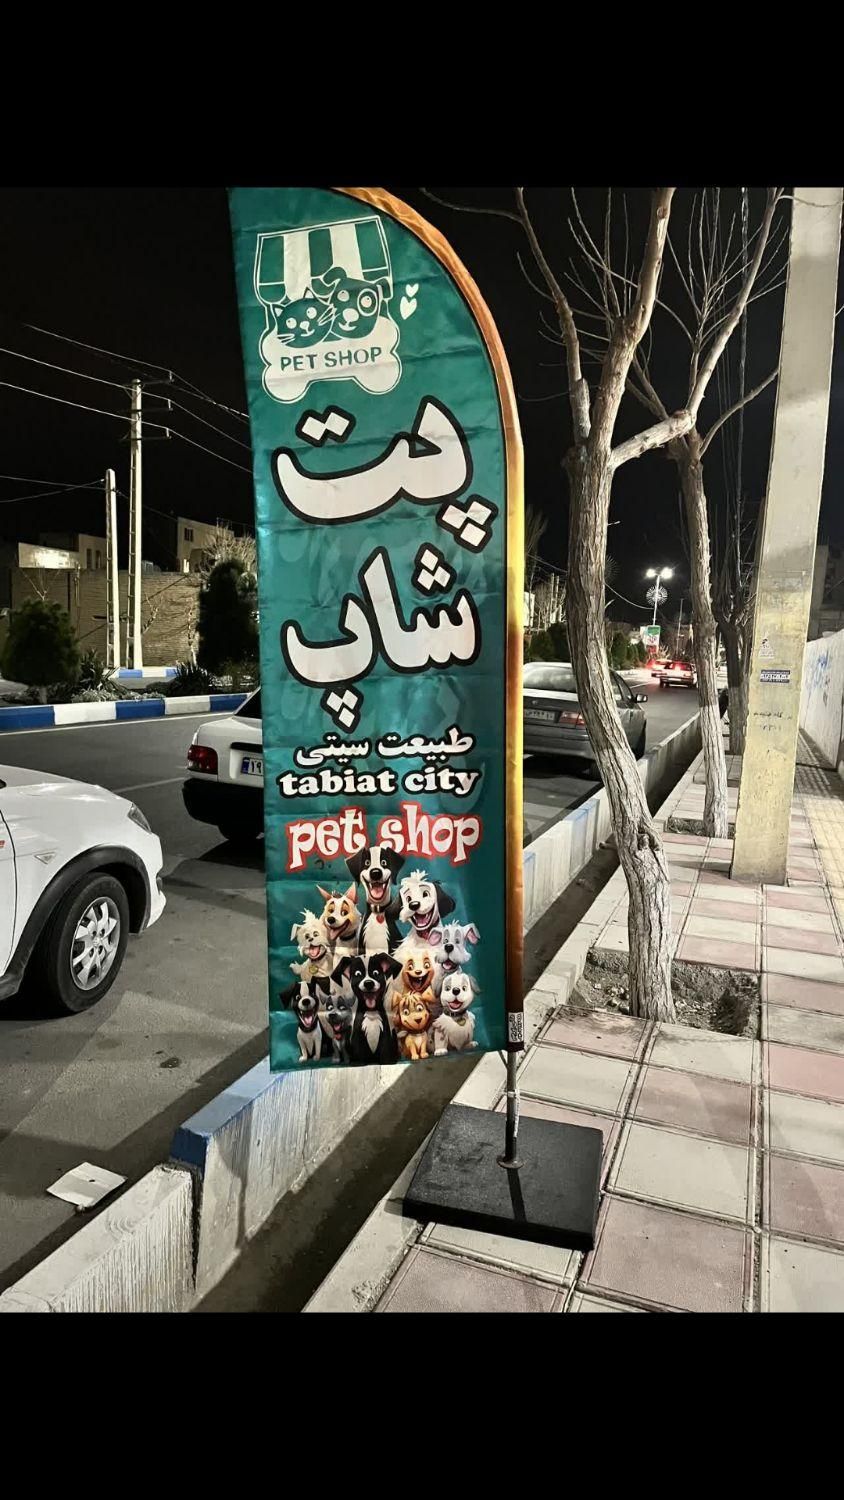 PET SHOP
پت
شاپ
طبیعت سیتی
tabiat city
pet shop